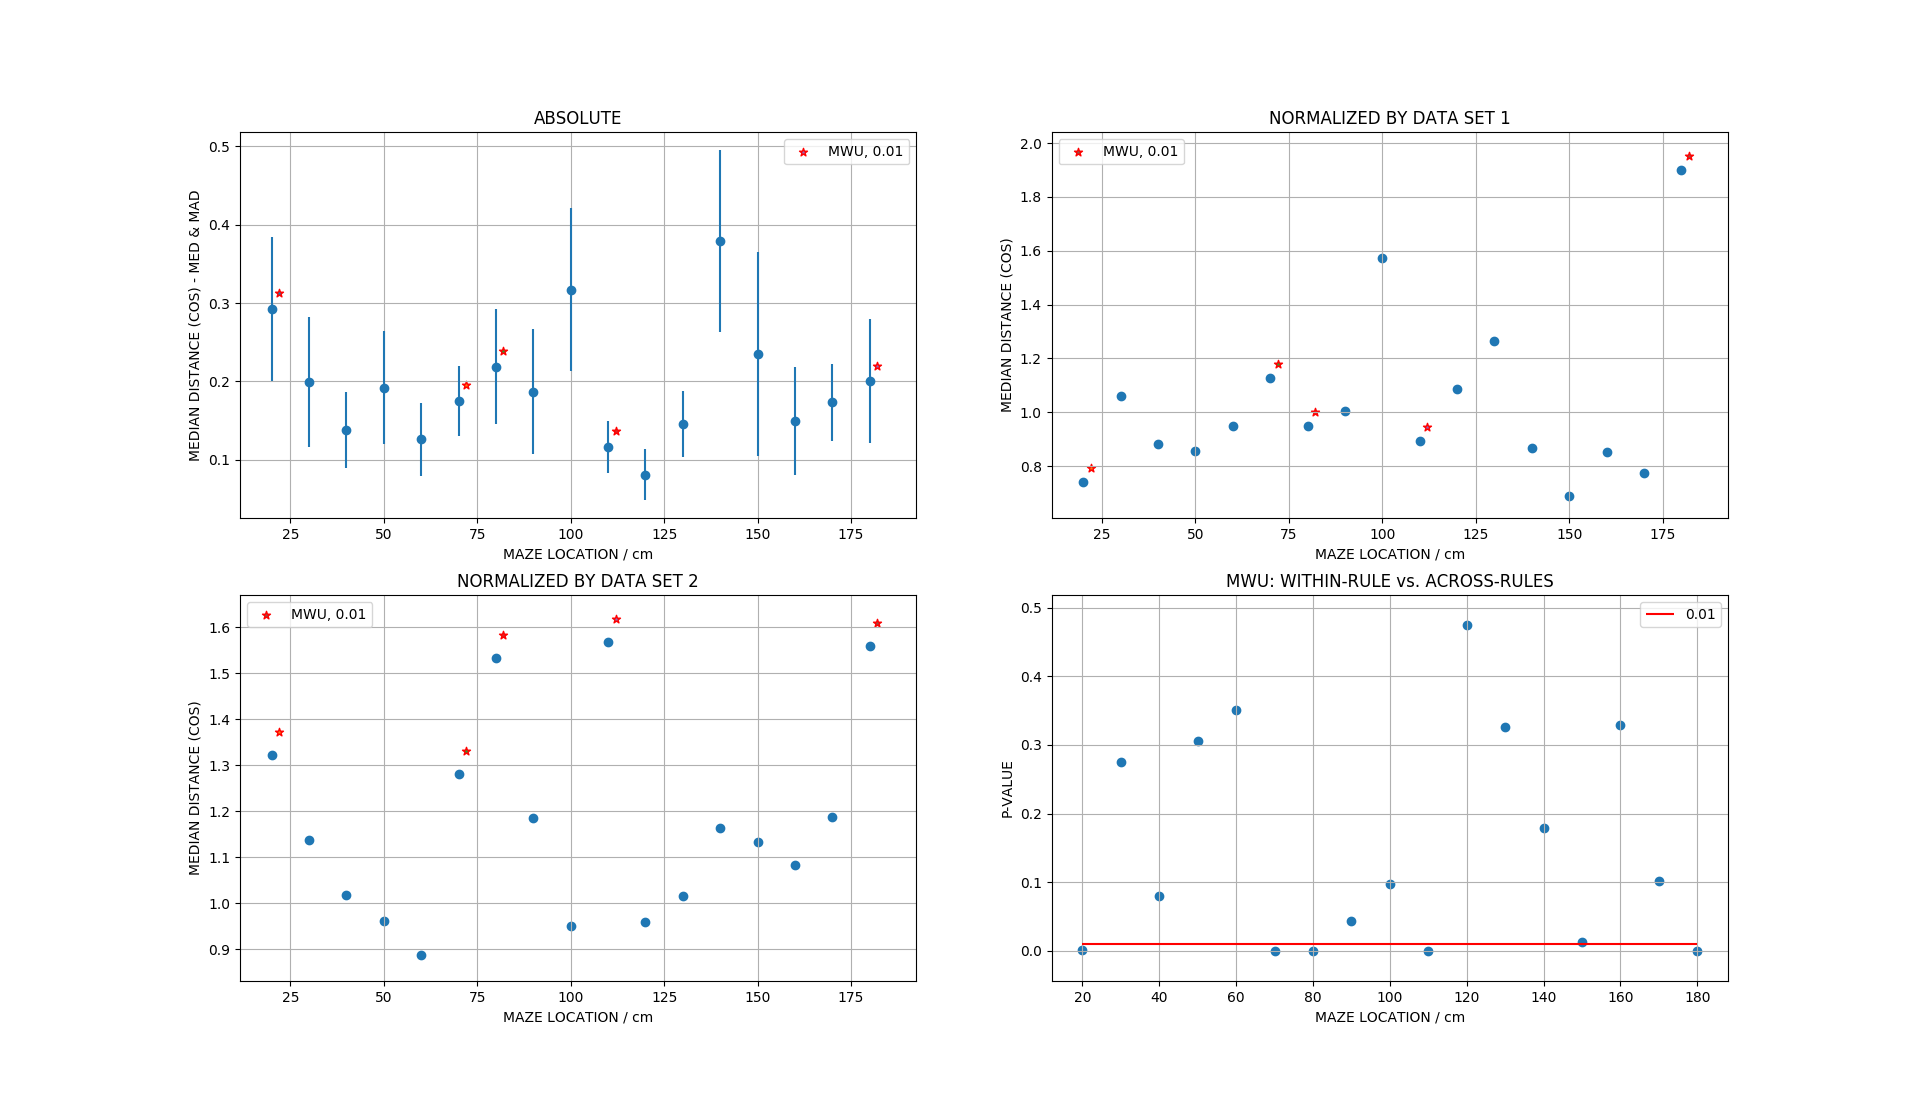 ABSOLUTE
MEDIAN DISTANCE (COS) - MED & MAD
0.5
0.4
0.3
0.2
0.1
MWU, 0.01
25 50 75 100 125 150 175
MAZE LOCATION / cm
NORMALIZED BY DATA SET 1
MEDIAN DISTANCE (COS)
2.0
1.8
1.6
1.4
1.2
1.0
0.8
MWU, 0.01
25 50 75 100 125 150 175
MAZE LOCATION / cm
NORMALIZED BY DATA SET 2
MEDIAN DISTANCE (COS)
1.6
1.5
1.4
1.3
1.2
1.1
1.0
0.9
MWU, 0.01
25 50 75 100 125 150 175
MAZE LOCATION / cm
MWU: WITHIN-RULE vs. ACROSS-RULES
P-VALUE
0.5
0.4
0.3
0.2
0.1
0.0
0.01
20 40 60 80 100 120 140 160 180
MAZE LOCATION / cm